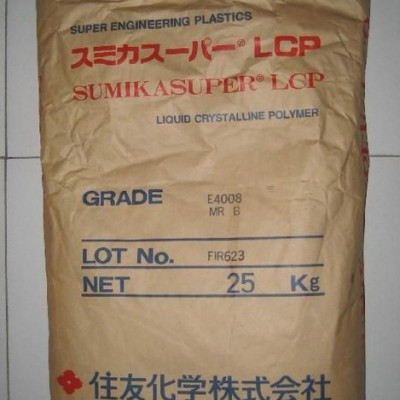 SUPER ENGINEERING PLASTICS
スミカスーパー® LCP
SUMIKASUPER® LCP
LIQUID CRYSTALLINE POLYMER
GRADE E4008
MR B
LOT No. FIR623
NET 25 Kg
住友化学株式会社